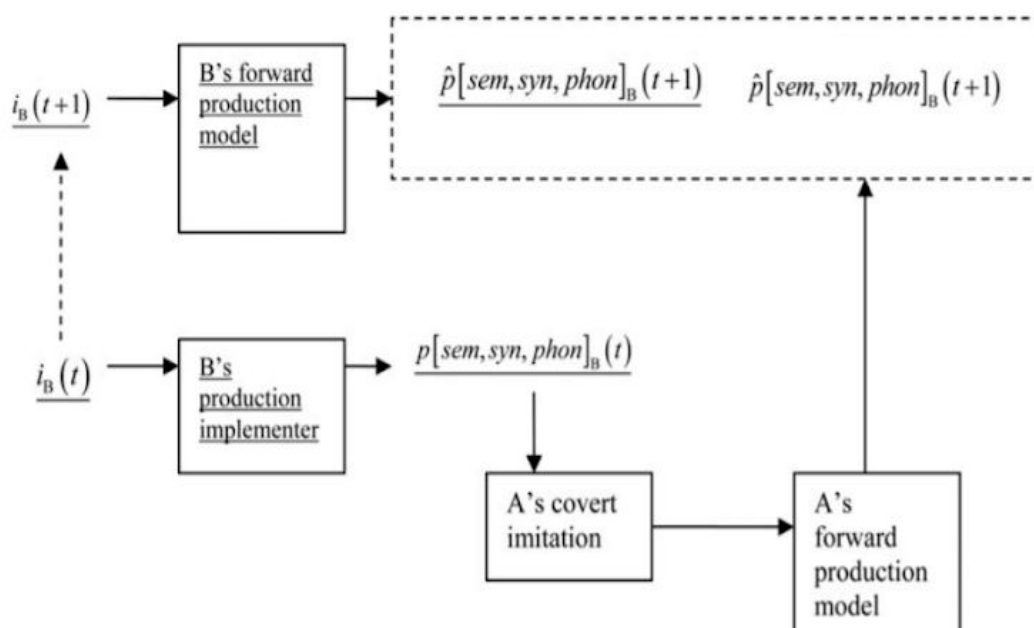 B's forward
production
model
p̂[sem, syn, phon]_B (t+1)
p̂[sem, syn, phon]_B (t+1)
i_B (t+1)
i_B (t)
B's
production
implementer
p[sem, syn, phon]_B (t)
A's covert
imitation
A's
forward
production
model